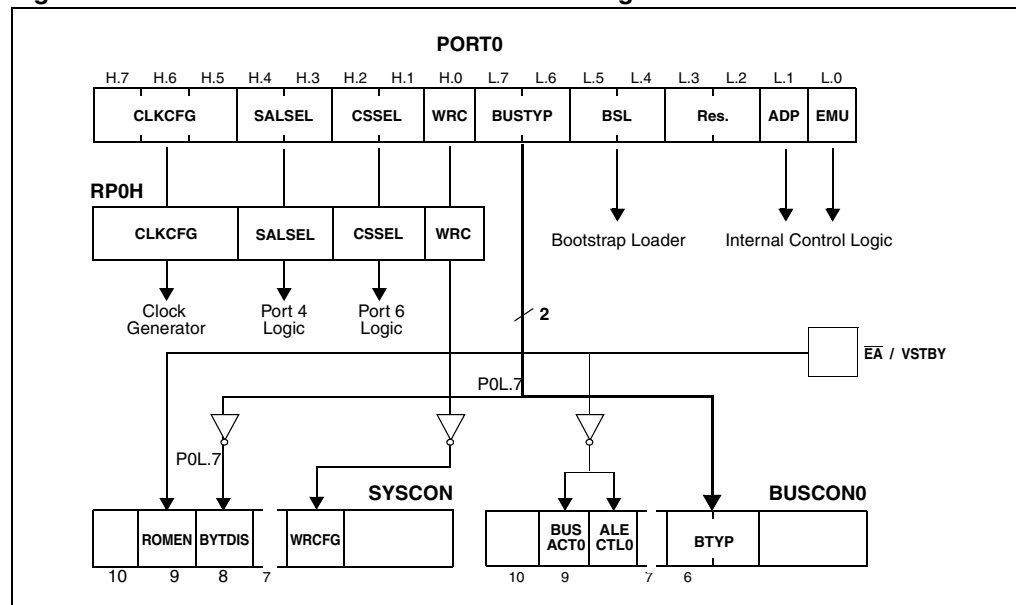 PORT0
H.7 H.6 H.5 H.4 H.3 H.2 H.1 H.0 L.7 L.6 L.5 L.4 L.3 L.2 L.1 L.0
CLKCFG SALSEL CSSEL WRC BUSTYP BSL Res. ADP EMU
RP0H
CLKCFG SALSEL CSSEL WRC
Bootstrap Loader Internal Control Logic
Clock Generator
Port 4 Logic
Port 6 Logic
2
EA / VSTBY
P0L.7
P0L.7
SYSCON BUSCON0
ROMEN BYTDIS WRCFG BUS ACT0 ALE CTL0 BTYP
10 9 8 7 10 9 7 6